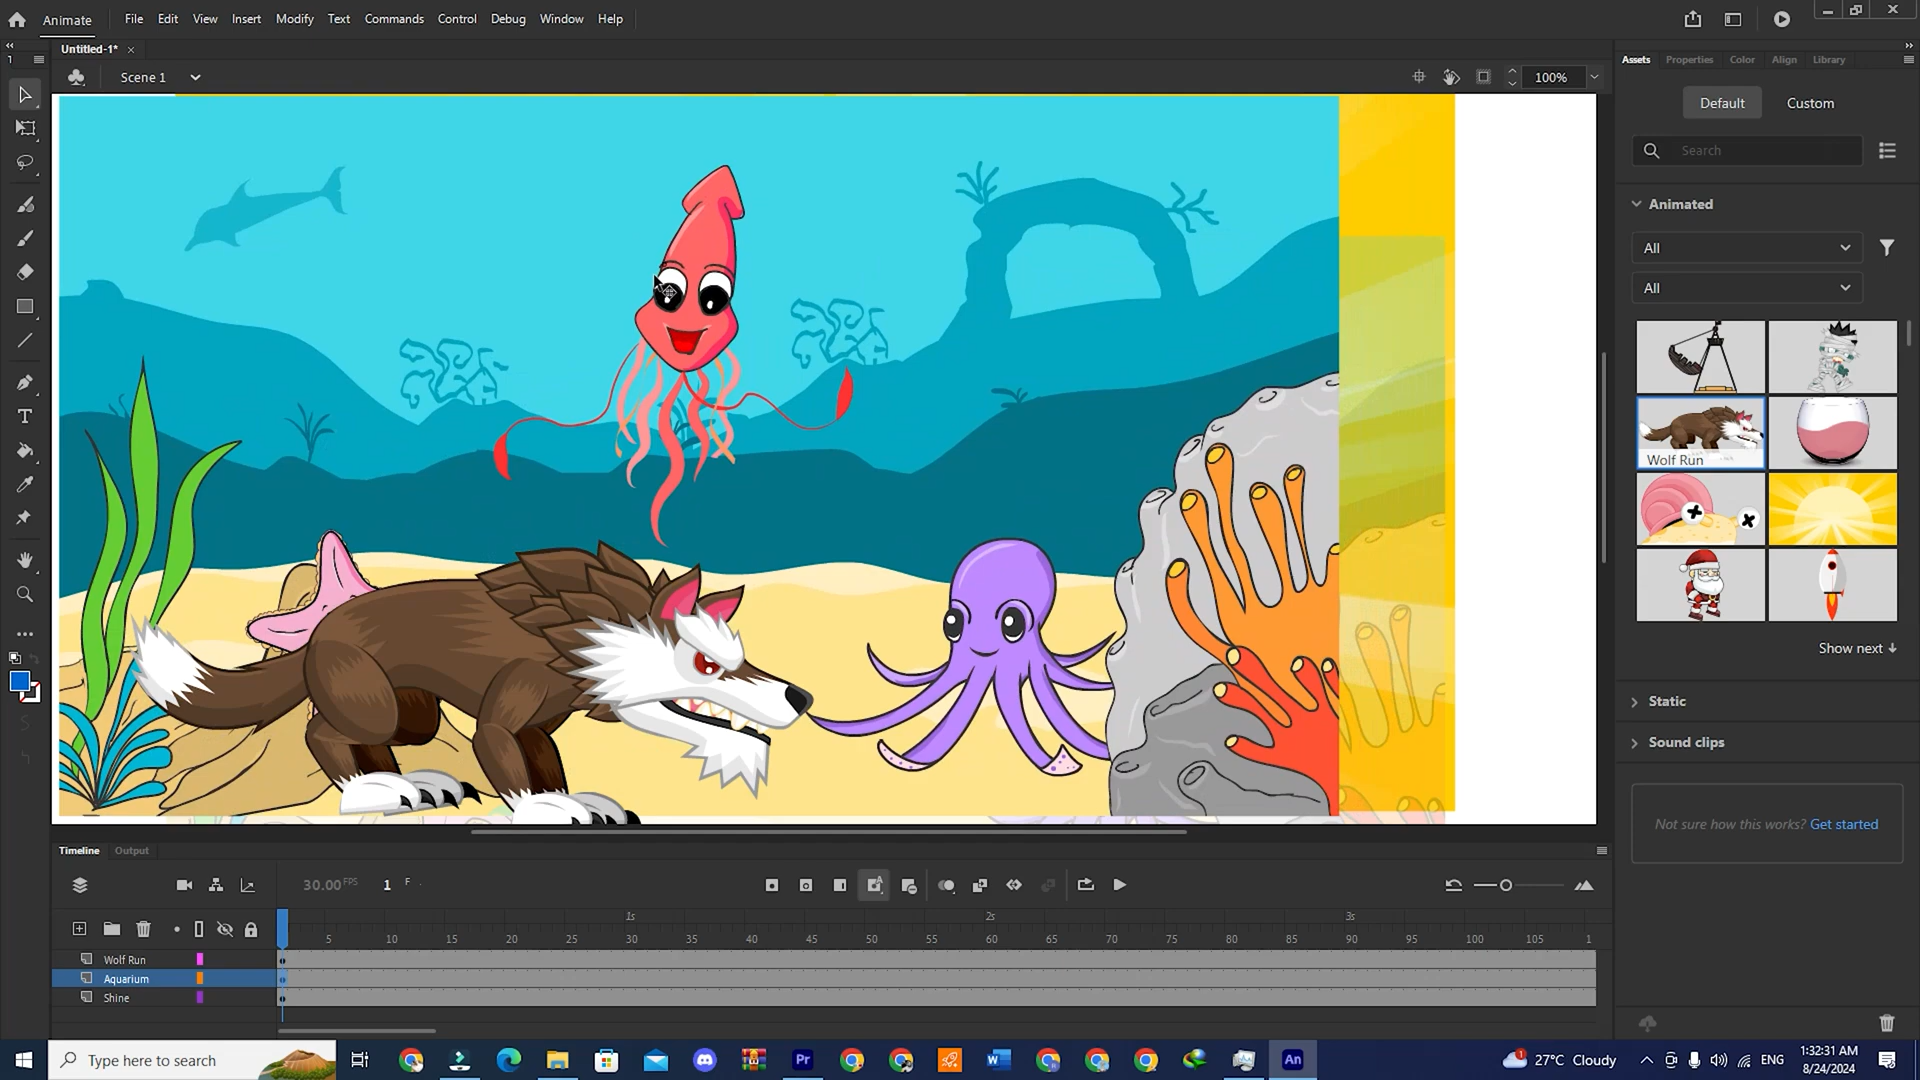 Animate File Edit View Insert Modify Text Commands Control Debug Window Help
Untitled-1*
Assets Properties Color Align Library
1
Scene 1
100%
Default Custom
Search
Animated
All
All
Wolf Run
Show next
Static
Sound clips
Not sure how this works? Get started
Timeline Output
30.00 FPS 1 F
1s 2s 3s
5 10 15 20 25 30 35 40 45 50 55 60 65 70 75 80 85 90 95 100 105 1
Wolf Run
Aquarium
Shine
Type here to search
Pr
An
27°C Cloudy
ENG
1:32:31 AM
8/24/2024